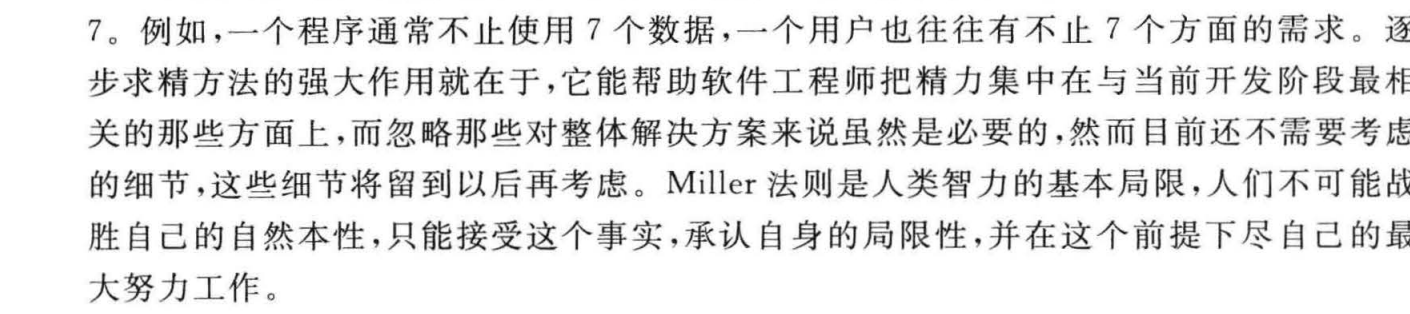 7。例如,一个程序通常不止使用 7 个数据,一个用户也往往有不止 7 个方面的需求。逐
步求精方法的强大作用就在于,它能帮助软件工程师把精力集中在与当前开发阶段最相
关的那些方面上,而忽略那些对整体解决方案来说虽然是必要的,然而目前还不需要考虑
的细节,这些细节将留到以后再考虑。Miller 法则是人类智力的基本局限,人们不可能战
胜自己的自然本性,只能接受这个事实,承认自身的局限性,并在这个前提下尽自己的最
大努力工作。